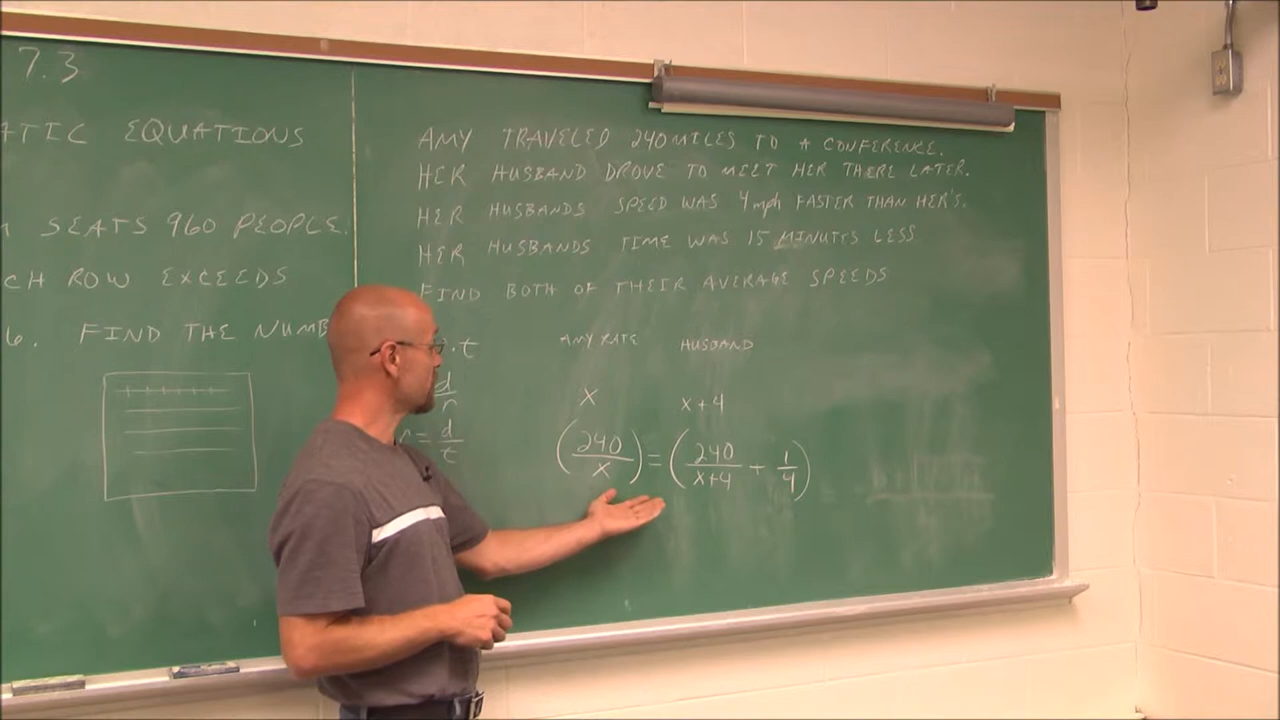 7.3
ATIC EQUATIONS
SEATS 960 PEOPLE.
CH ROW EXCEEDS
6. FIND THE NUMB
AMY TRAVELED 240 MILES TO A CONFERENCE.
HER HUSBAND DROVE TO MEET HER THERE LATER.
HER HUSBANDS SPEED WAS 4mph FASTER THAN HER'S.
HER HUSBANDS TIME WAS 15 MINUTES LESS
FIND BOTH OF THEIR AVERAGE SPEEDS
·t
d/r
r = d/t
AMY RATE HUSBAND
x x+4
(240/x) = (240/x+4 + 1/4)